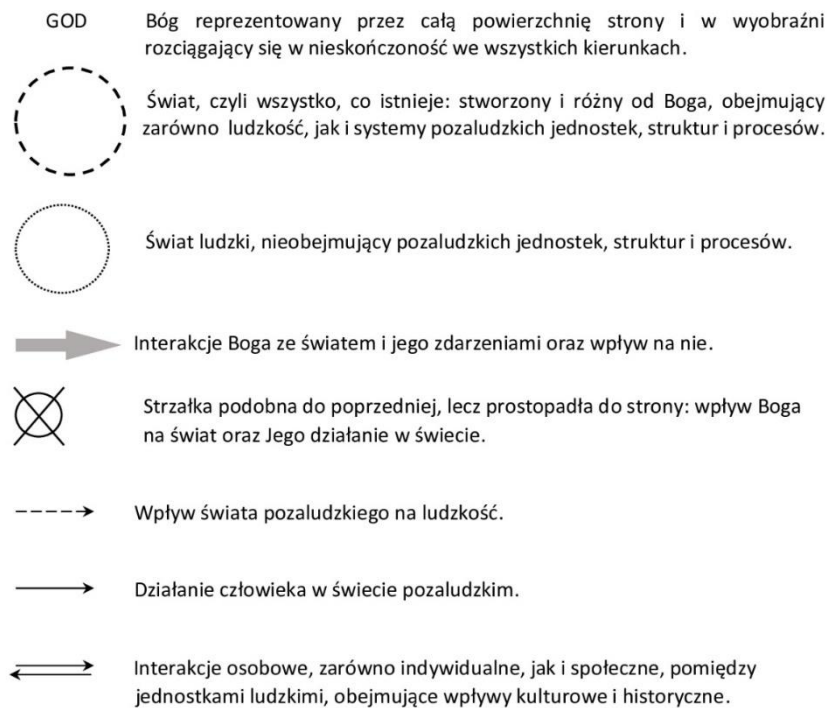 GOD Bóg reprezentowany przez całą powierzchnię strony i w wyobraźni
rozciągający się w nieskończoność we wszystkich kierunkach.
Świat, czyli wszystko, co istnieje: stworzony i różny od Boga, obejmujący
zarówno ludzkość, jak i systemy pozaludzkich jednostek, struktur i procesów.
Świat ludzki, nieobejmujący pozaludzkich jednostek, struktur i procesów.
Interakcje Boga ze światem i jego zdarzeniami oraz wpływ na nie.
Strzałka podobna do poprzedniej, lecz prostopadła do strony: wpływ Boga
na świat oraz Jego działanie w świecie.
Wpływ świata pozaludzkiego na ludzkość.
Działanie człowieka w świecie pozaludzkim.
Interakcje osobowe, zarówno indywidualne, jak i społeczne, pomiędzy
jednostkami ludzkimi, obejmujące wpływy kulturowe i historyczne.